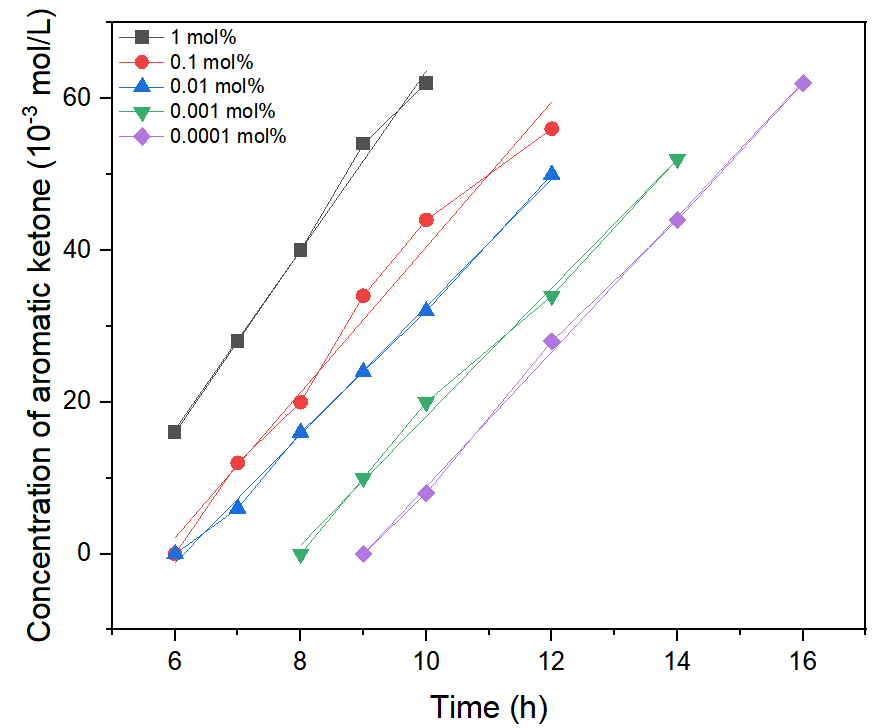 Concentration of aromatic ketone (10⁻³ mol/L)
1 mol%
0.1 mol%
0.01 mol%
0.001 mol%
0.0001 mol%
60
40
20
0
6 8 10 12 14 16
Time (h)